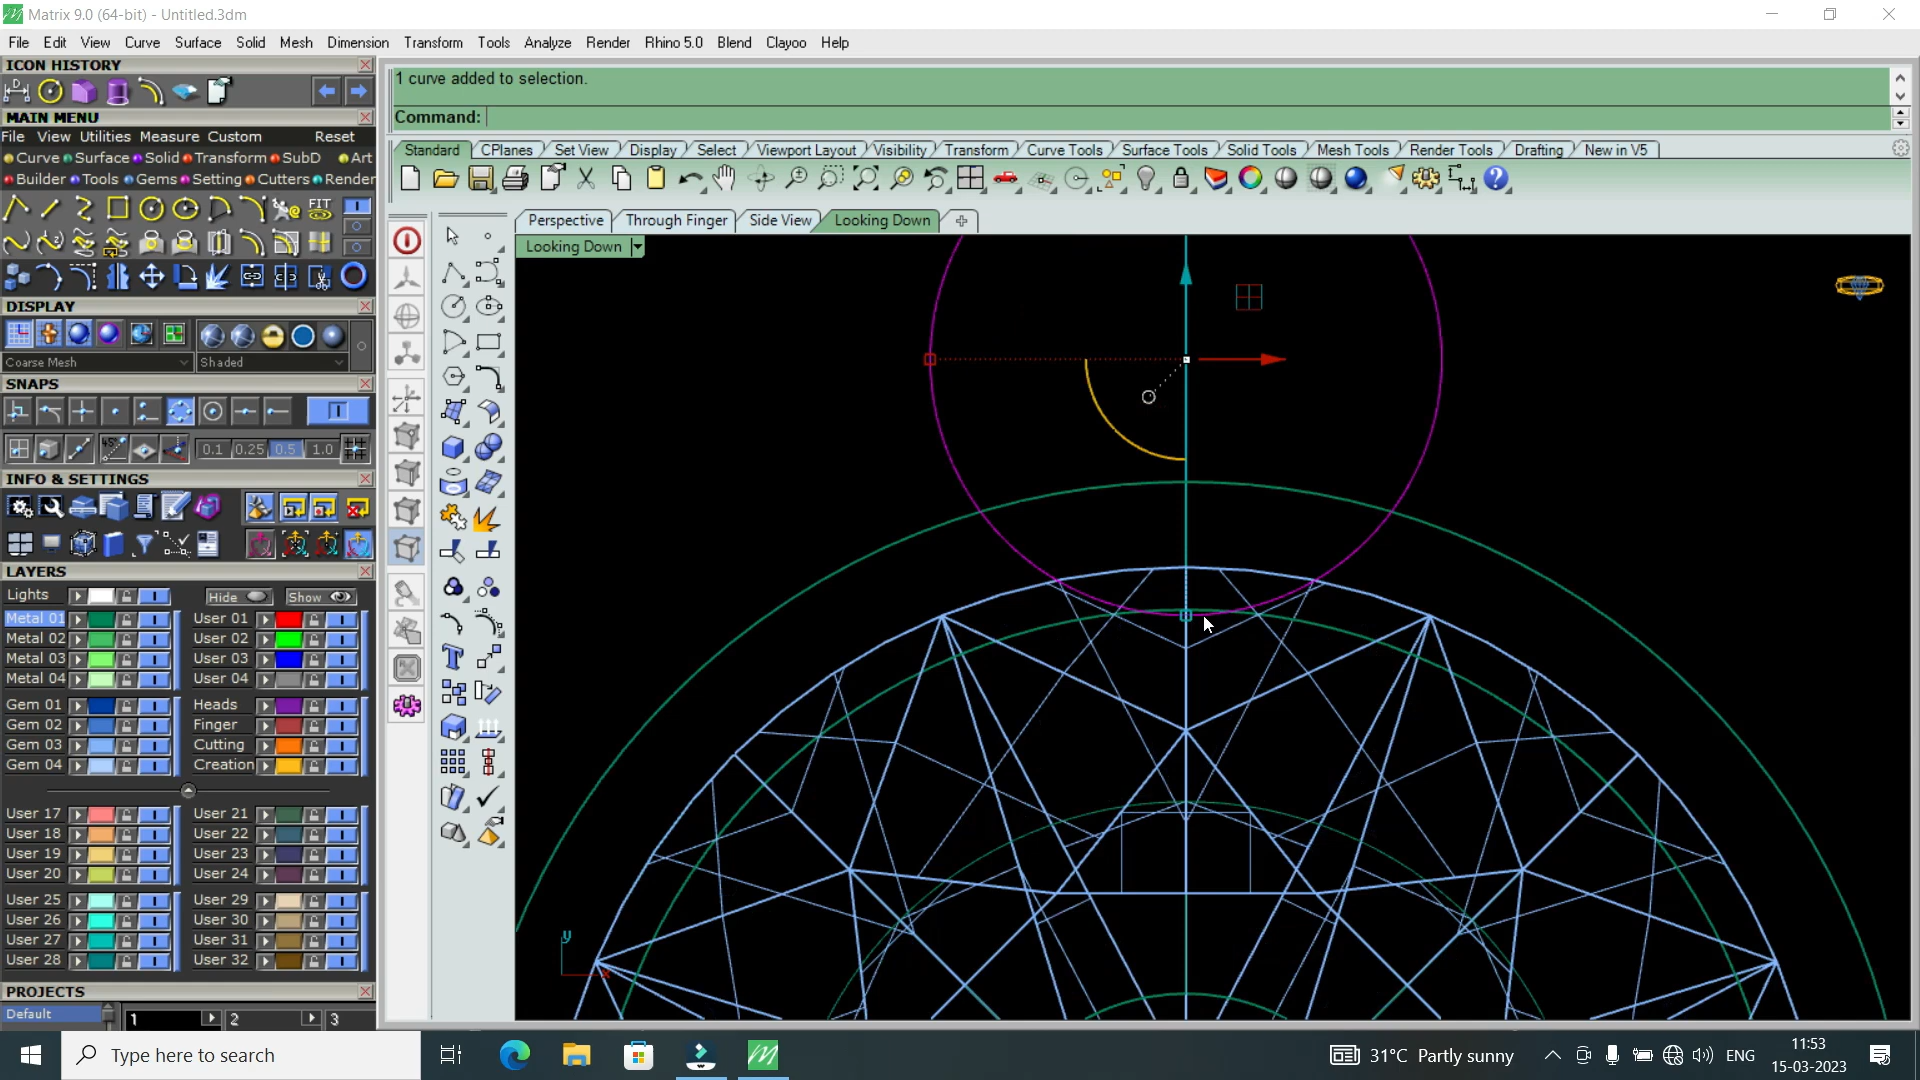 Matrix 9.0 (64-bit) - Untitled.3dm
File Edit View Curve Surface Solid Mesh Dimension Transform Tools Analyze Render Rhino 5.0 Blend Clayoo Help
ICON HISTORY
1 curve added to selection.
Command:
MAIN MENU
File View Utilities Measure Custom Reset
Curve Surface Solid Transform SubD Art
Builder Tools Gems Setting Cutters Render
Standard CPlanes Set View Display Select Viewport Layout Visibility Transform Curve Tools Surface Tools Solid Tools Mesh Tools Render Tools Drafting New in V5
FIT
Perspective Through Finger Side View Looking Down
Looking Down
DISPLAY
Coarse Mesh Shaded
SNAPS
0.1 0.25 0.5 1.0
INFO & SETTINGS
LAYERS
Lights Hide Show
Metal 01 User 01
Metal 02 User 02
Metal 03 User 03
Metal 04 User 04
Gem 01 Heads
Gem 02 Finger
Gem 03 Cutting
Gem 04 Creation
User 17 User 21
User 18 User 22
User 19 User 23
User 20 User 24
User 25 User 29
User 26 User 30
User 27 User 31
User 28 User 32
PROJECTS
Default 1 2 3
y
x
Type here to search
31°C Partly sunny
ENG
11:53
15-03-2023